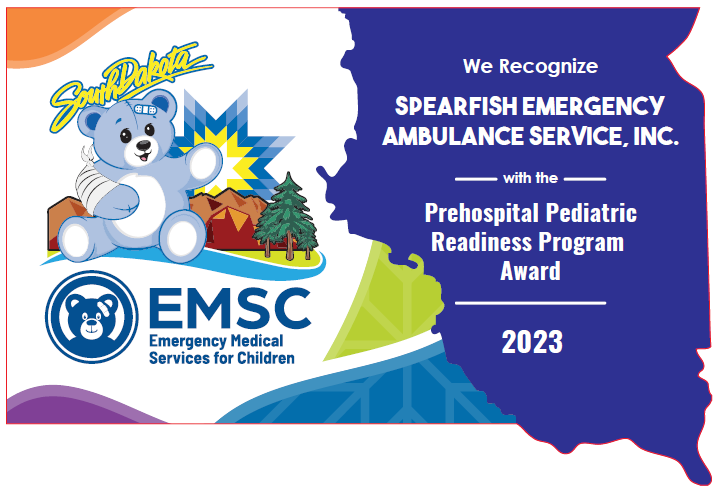 South Dakota
EMSC
Emergency Medical
Services for Children
We Recognize
SPEARFISH EMERGENCY
AMBULANCE SERVICE, INC.
with the
Prehospital Pediatric
Readiness Program
Award
2023